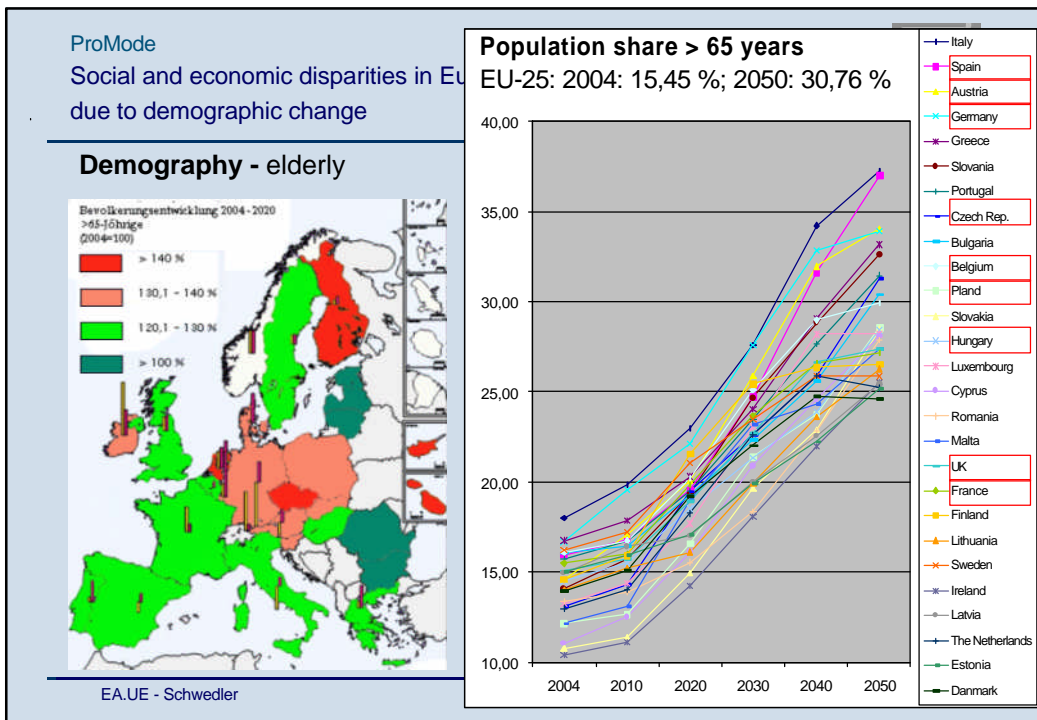 ProMode
Social and economic disparities in Eu
due to demographic change
Demography - elderly
Bevolkerungsentwicklung 2004-2020
>65-Jöhrige
(2004=100)
> 140 %
130,1 - 140 %
120,1 - 130 %
> 100 %
EA.UE - Schwedler
Population share > 65 years
EU-25: 2004: 15,45 %; 2050: 30,76 %
40,00
35,00
30,00
25,00
20,00
15,00
10,00
2004 2010 2020 2030 2040 2050
Italy
Spain
Austria
Germany
Greece
Slovania
Portugal
Czech Rep.
Bulgaria
Belgium
Pland
Slovakia
Hungary
Luxembourg
Cyprus
Romania
Malta
UK
France
Finland
Lithuania
Sweden
Ireland
Latvia
The Netherlands
Estonia
Danmark